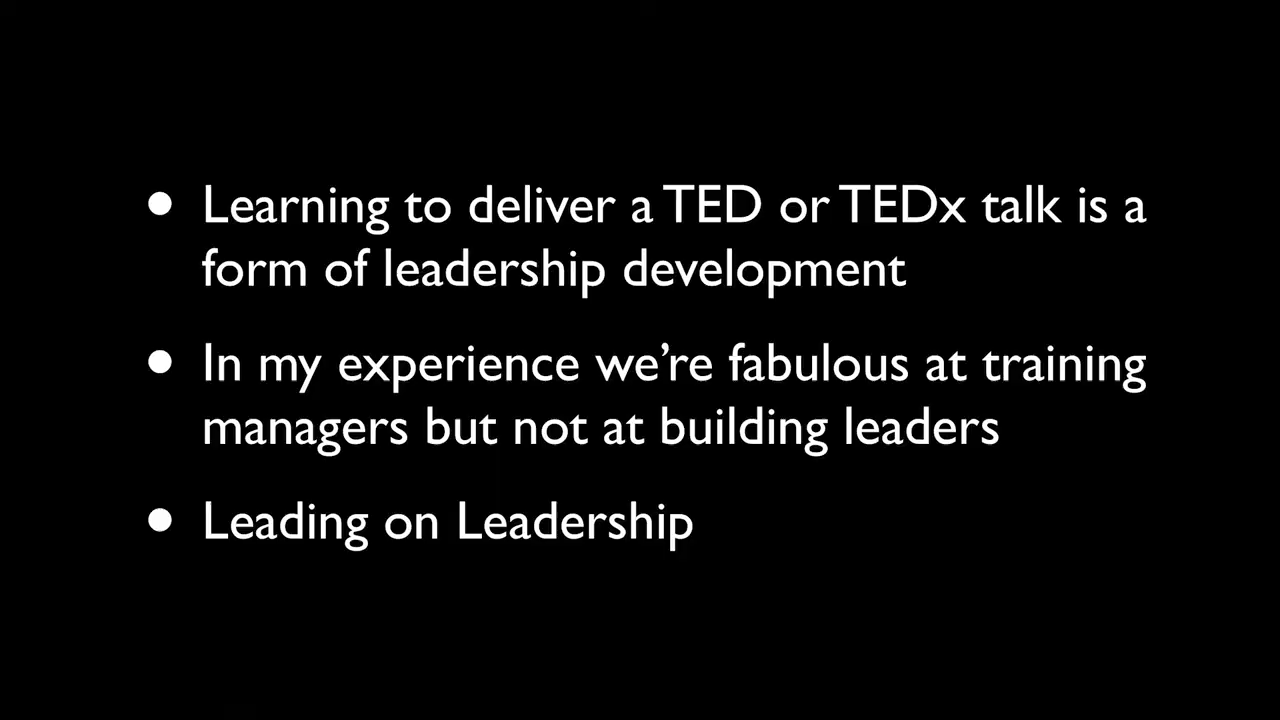 • Learning to deliver a TED or TEDx talk is a
form of leadership development
• In my experience we’re fabulous at training
managers but not at building leaders
• Leading on Leadership